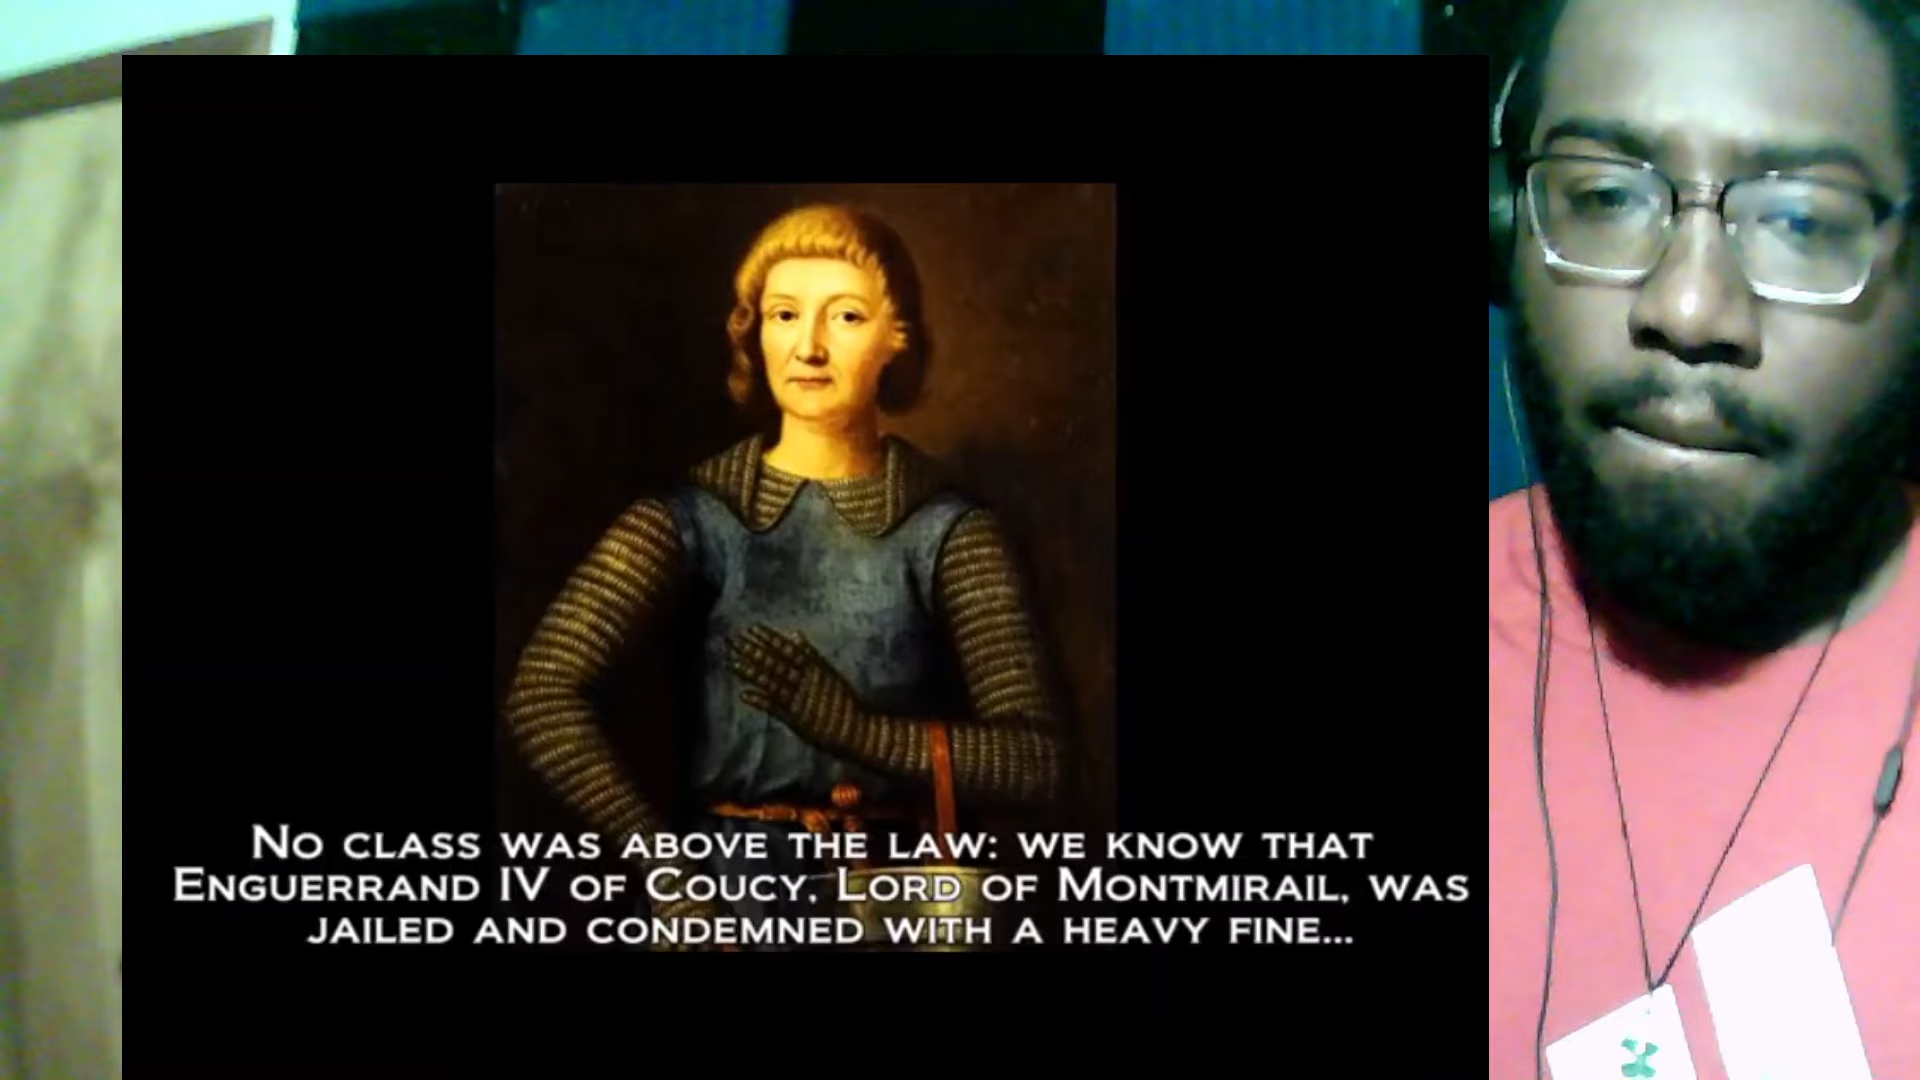 No class was above the law: we know that
Enguerrand IV of Coucy, Lord of Montmirail, was
jailed and condemned with a heavy fine...